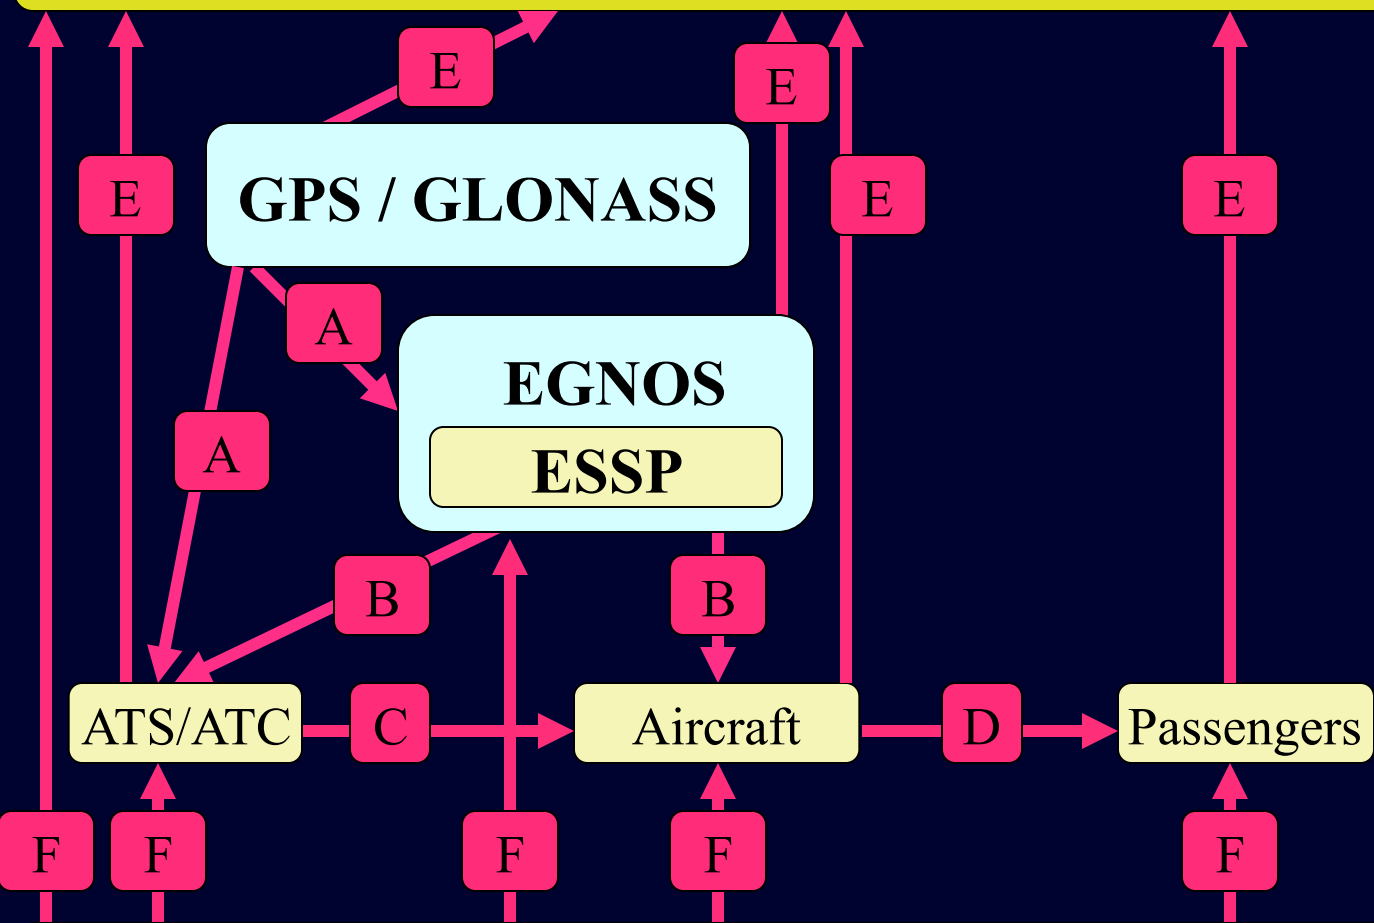 E
E
E
GPS / GLONASS
E
E
E
A
EGNOS
A
ESSP
B
B
ATS/ATC
C
Aircraft
D
Passengers
F
F
F
F
F